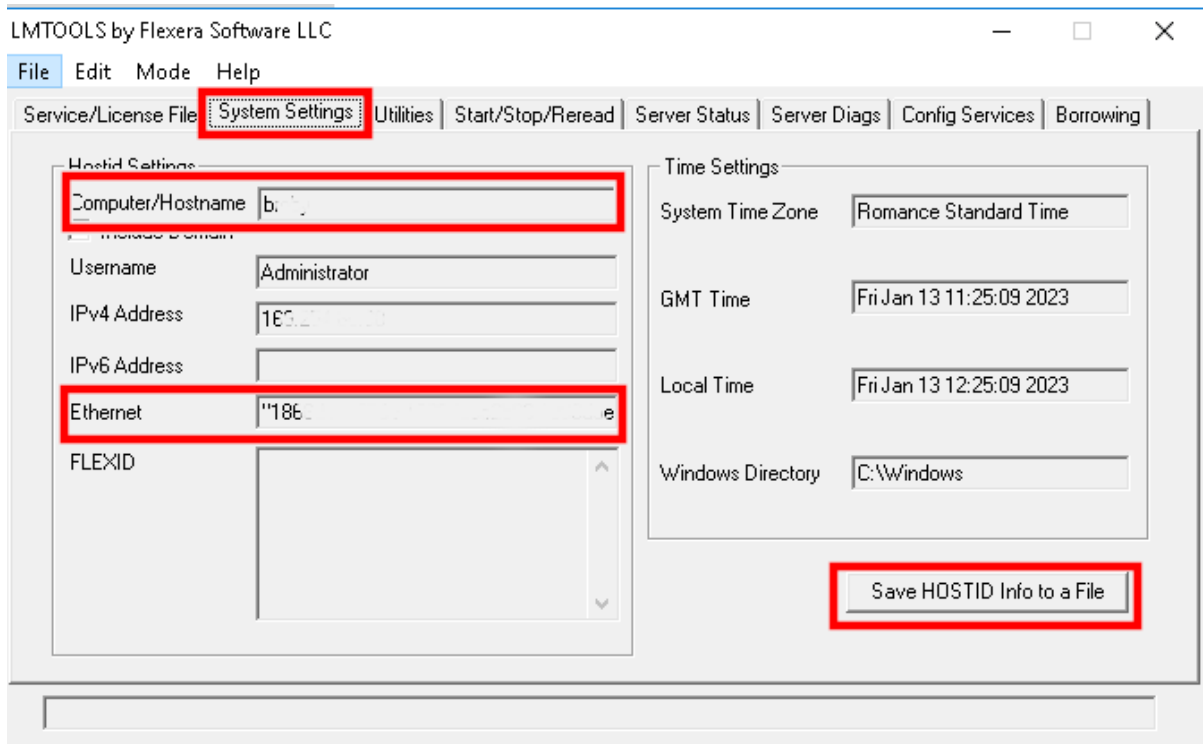 LMTOOLS by Flexera Software LLC
File Edit Mode Help
Service/License File System Settings Utilities Start/Stop/Reread Server Status Server Diags Config Services Borrowing
Hostid Settings
Computer/Hostname
Username Administrator
IPv4 Address
IPv6 Address
Ethernet
FLEXID
Time Settings
System Time Zone Romance Standard Time
GMT Time Fri Jan 13 11:25:09 2023
Local Time Fri Jan 13 12:25:09 2023
Windows Directory C:\Windows
Save HOSTID Info to a File